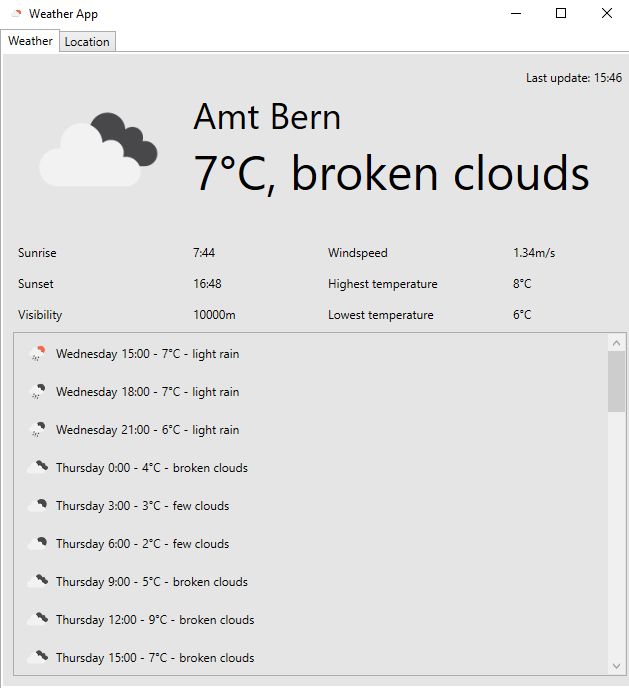 Weather App
Weather Location
Last update: 15:46
Amt Bern
7°C, broken clouds
Sunrise 7:44 Windspeed 1.34m/s
Sunset 16:48 Highest temperature 8°C
Visibility 10000m Lowest temperature 6°C
Wednesday 15:00 - 7°C - light rain
Wednesday 18:00 - 7°C - light rain
Wednesday 21:00 - 6°C - light rain
Thursday 0:00 - 4°C - broken clouds
Thursday 3:00 - 3°C - few clouds
Thursday 6:00 - 2°C - few clouds
Thursday 9:00 - 5°C - broken clouds
Thursday 12:00 - 9°C - broken clouds
Thursday 15:00 - 7°C - broken clouds